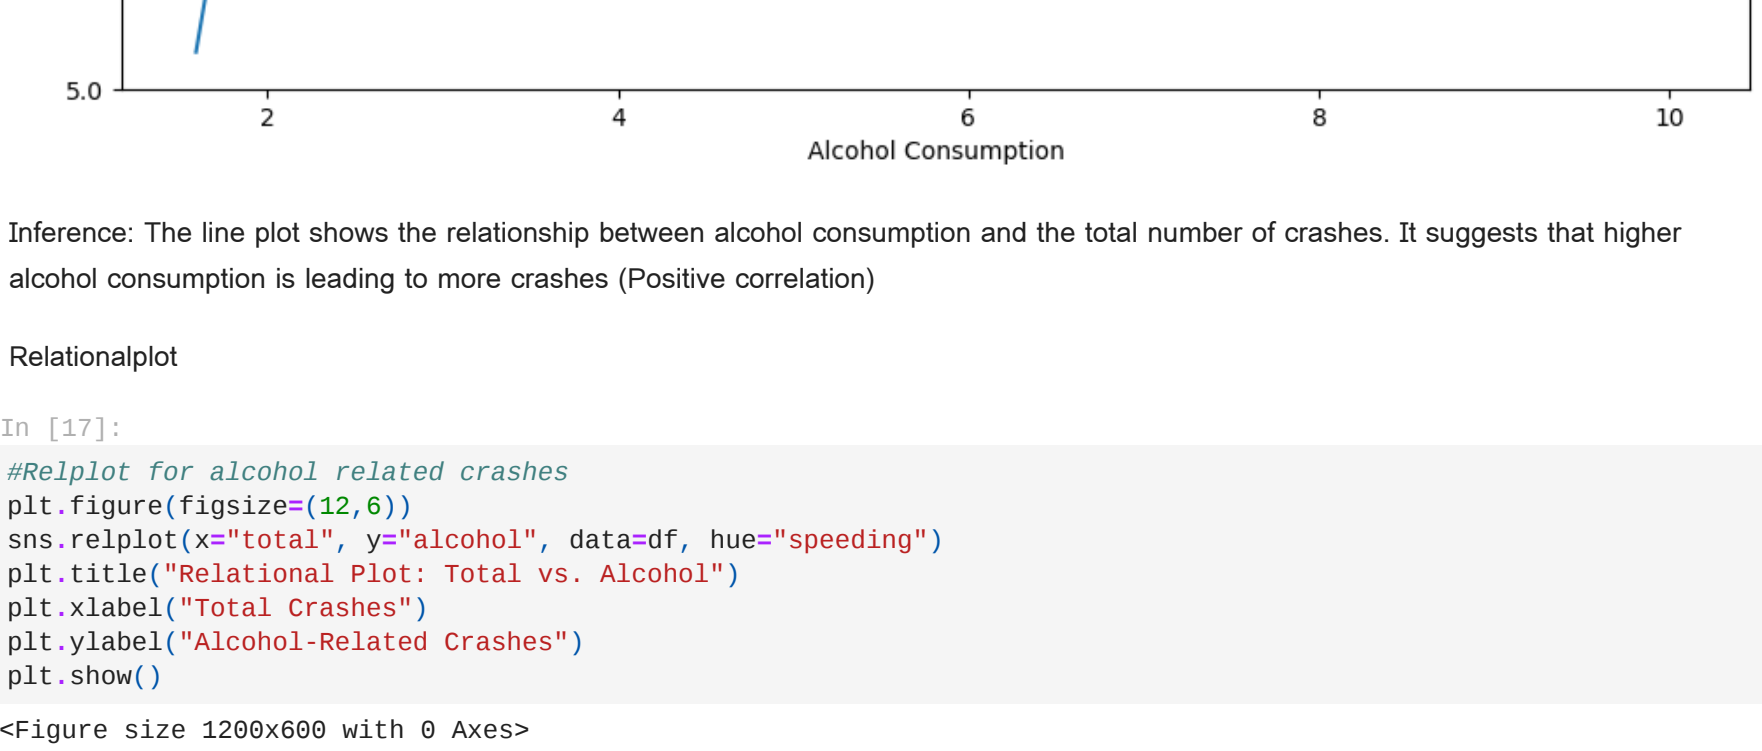 5.0
2 4 6 8 10
Alcohol Consumption
Inference: The line plot shows the relationship between alcohol consumption and the total number of crashes. It suggests that higher
alcohol consumption is leading to more crashes (Positive correlation)
Relationalplot
In [17]:
#Relplot for alcohol related crashes
plt.figure(figsize=(12,6))
sns.relplot(x="total", y="alcohol", data=df, hue="speeding")
plt.title("Relational Plot: Total vs. Alcohol")
plt.xlabel("Total Crashes")
plt.ylabel("Alcohol-Related Crashes")
plt.show()
<Figure size 1200x600 with 0 Axes>